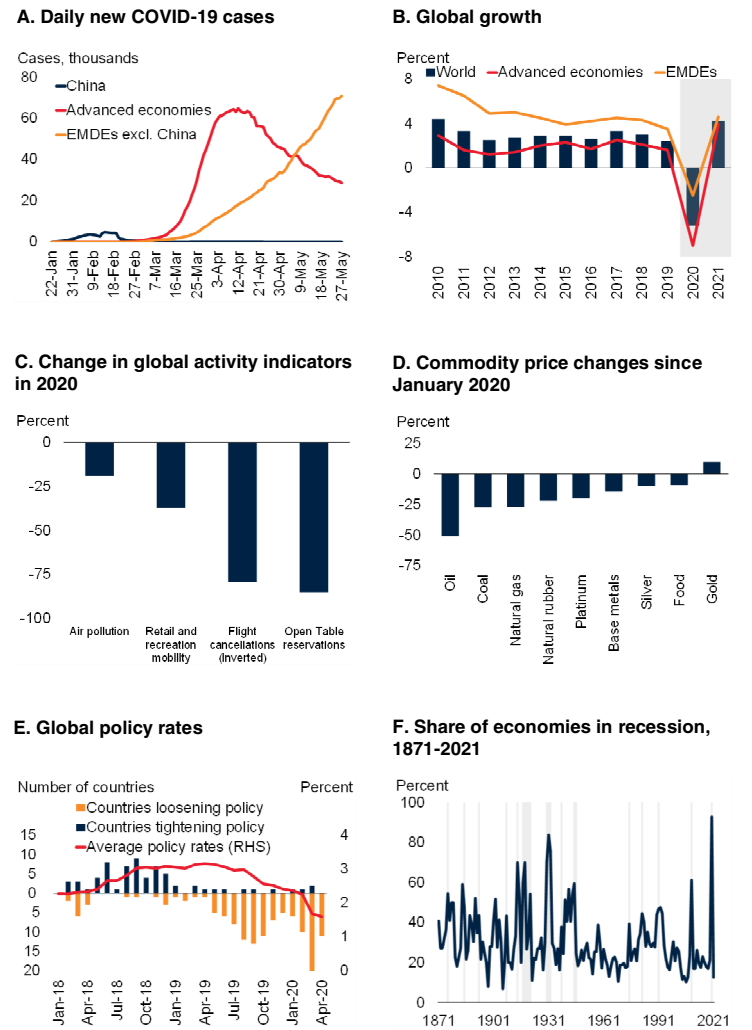 A. Daily new COVID-19 cases
Cases, thousands
80
60
40
20
0
China
Advanced economies
EMDEs excl. China
22-Jan
31-Jan
9-Feb
18-Feb
27-Feb
7-Mar
16-Mar
25-Mar
3-Apr
12-Apr
21-Apr
30-Apr
9-May
18-May
27-May
B. Global growth
Percent
World Advanced economies EMDEs
8
4
0
-4
-8
2010
2011
2012
2013
2014
2015
2016
2017
2018
2019
2020
2021
C. Change in global activity indicators
in 2020
Percent
0
-25
-50
-75
-100
Air pollution
Retail and
recreation
mobility
Flight
cancellations
(Inverted)
Open Table
reservations
D. Commodity price changes since
January 2020
Percent
25
0
-25
-50
-75
Oil
Coal
Natural gas
Natural rubber
Platinum
Base metals
Silver
Food
Gold
E. Global policy rates
Number of countries Percent
Countries loosening policy
Countries tightening policy
Average policy rates (RHS)
15
10
5
0
5
10
15
20
4
3
2
1
0
Jan-18
Apr-18
Jul-18
Oct-18
Jan-19
Apr-19
Jul-19
Oct-19
Jan-20
Apr-20
F. Share of economies in recession,
1871-2021
Percent
100
80
60
40
20
0
1871 1901 1931 1961 1991 2021